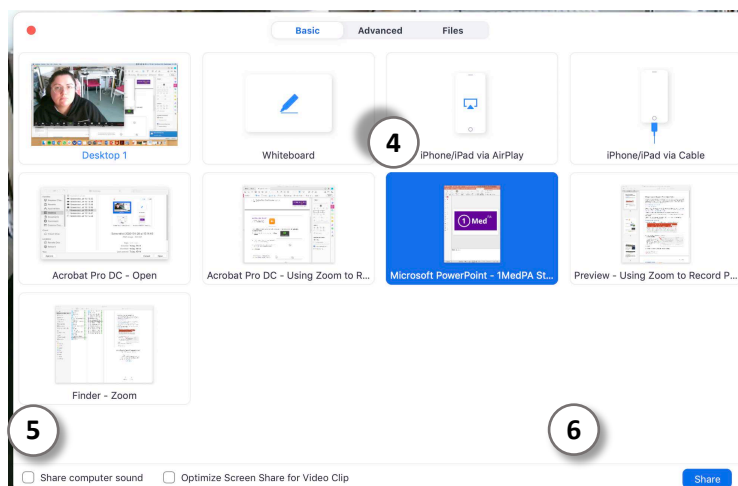 Basic Advanced Files
4
Desktop 1 Whiteboard iPhone/iPad via AirPlay iPhone/iPad via Cable
1 Med
Acrobat Pro DC - Open Acrobat Pro DC - Using Zoom to R... Microsoft PowerPoint - 1MedPA St... Preview - Using Zoom to Record P...
Finder - Zoom
5 6
Share computer sound Optimize Screen Share for Video Clip Share